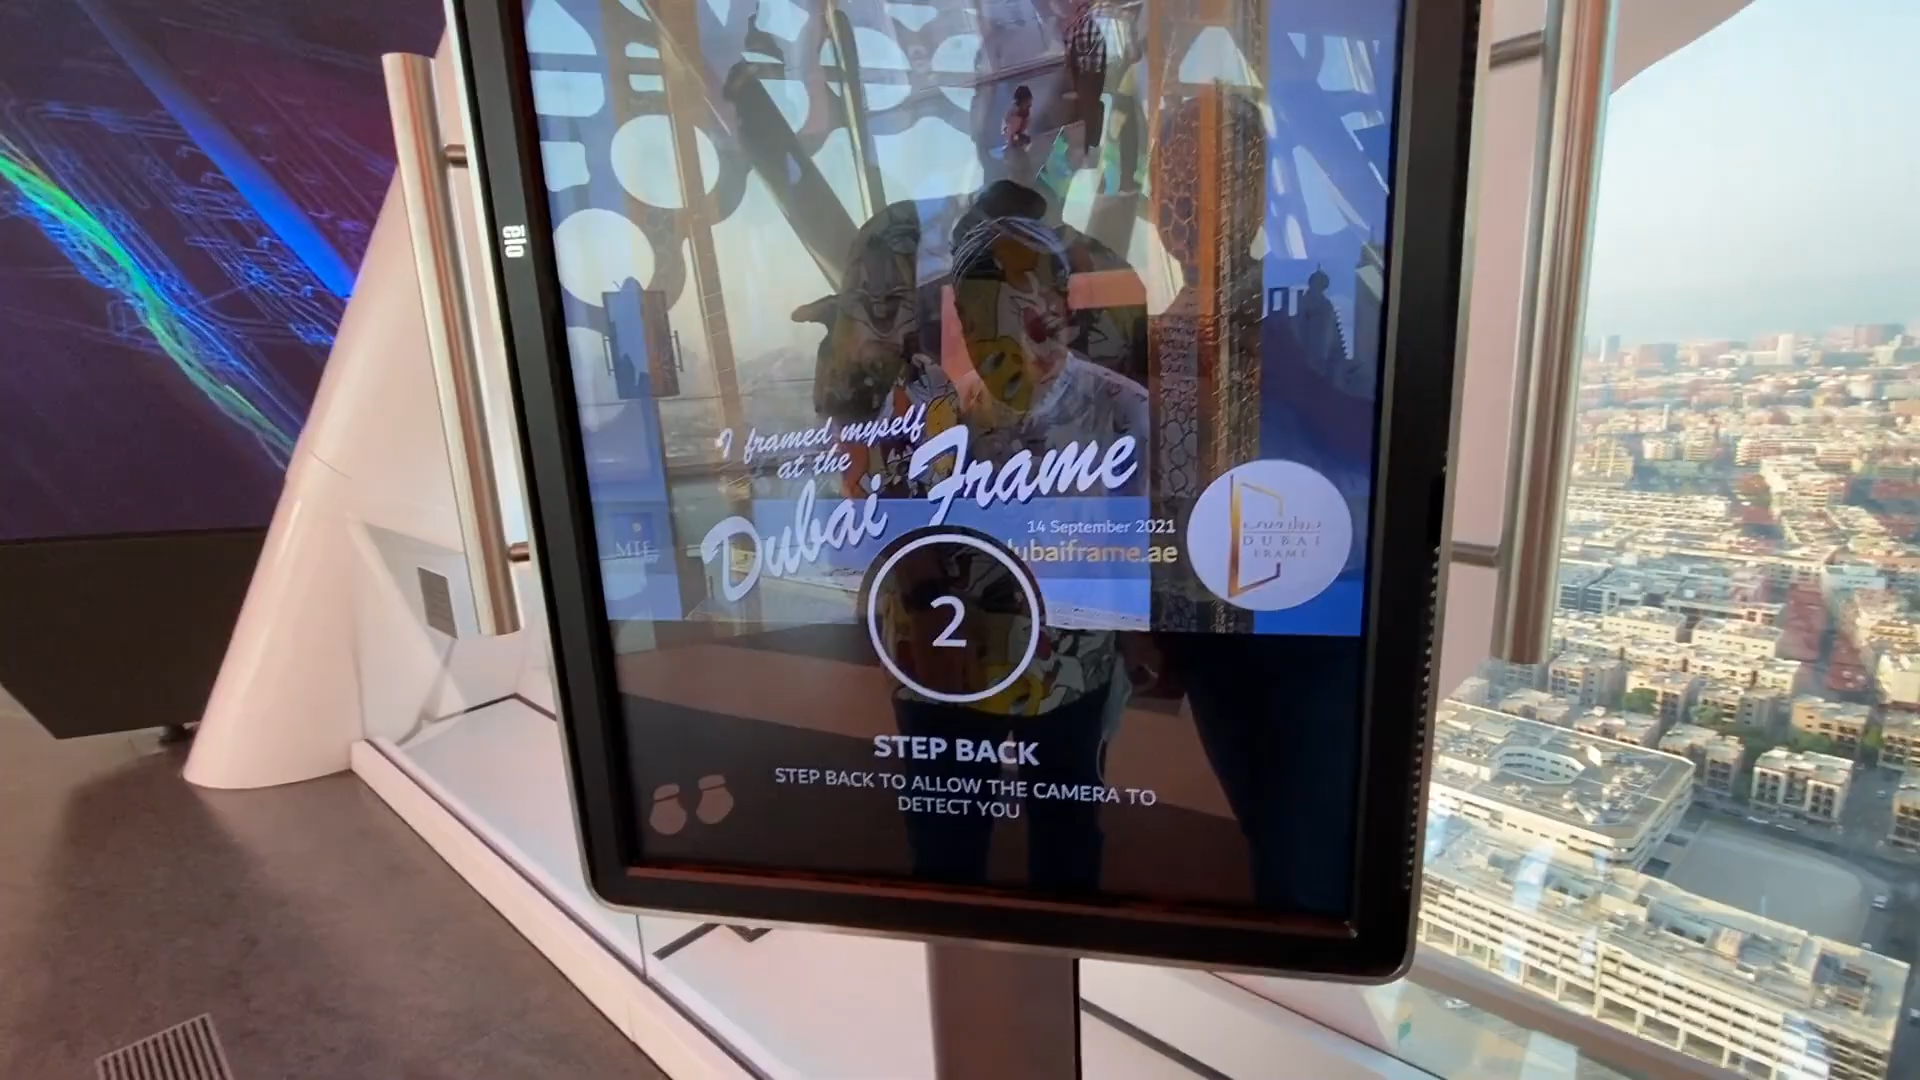 elo
I framed myself
at the
Dubai Frame
14 September 2021
dubaiframe.ae
DUBAI
FRAME
2
STEP BACK
STEP BACK TO ALLOW THE CAMERA TO
DETECT YOU